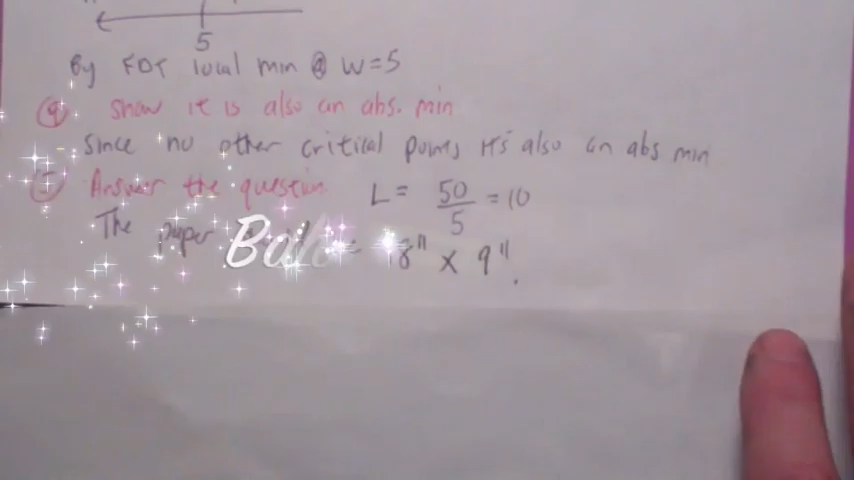 5
By FDT local min @ W=5
④ show it is also an abs. min
Since no other critical points it's also an abs min
Answer the question L = 50/5 = 10
The paper
8" x 9".